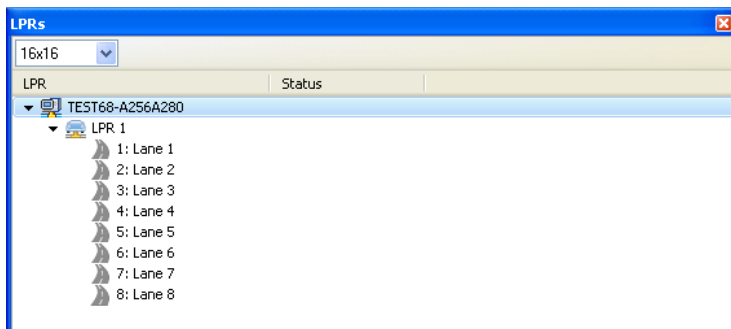 LPRs
16x16
LPR Status
TEST68-A256A280
LPR 1
1: Lane 1
2: Lane 2
3: Lane 3
4: Lane 4
5: Lane 5
6: Lane 6
7: Lane 7
8: Lane 8